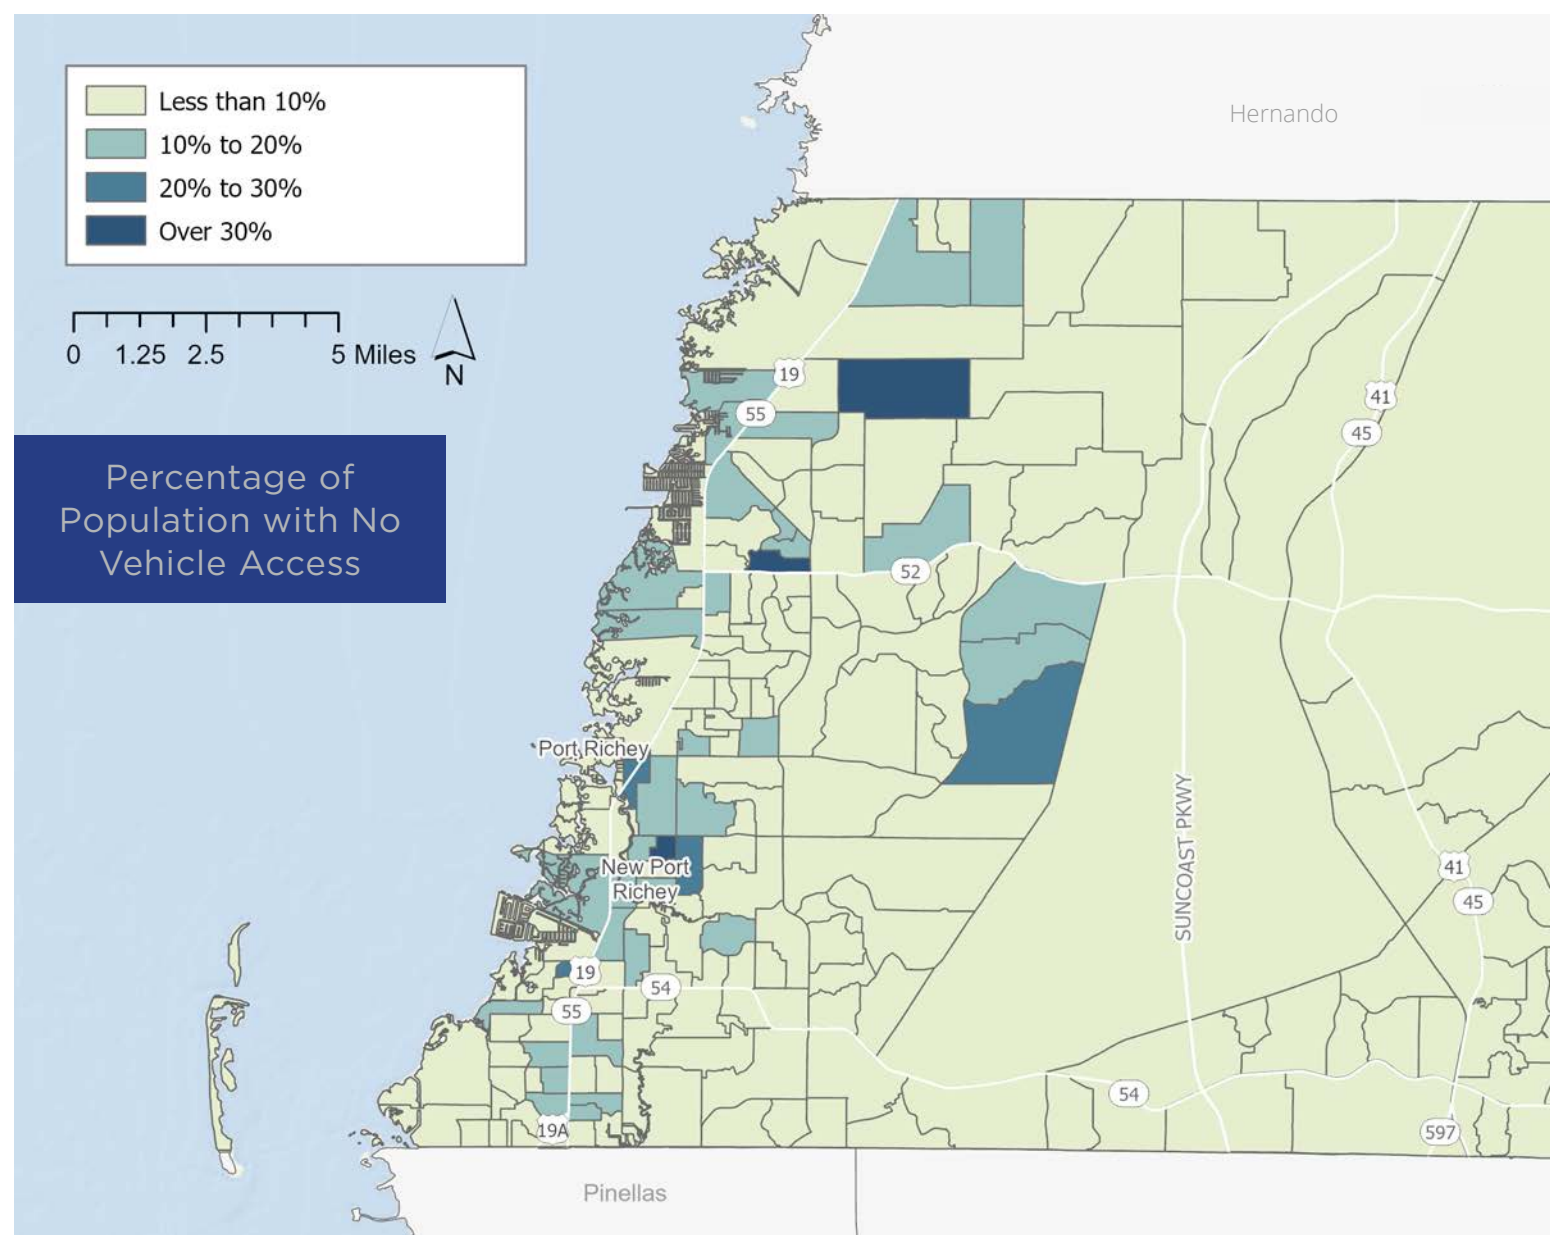 Less than 10%
10% to 20%
20% to 30%
Over 30%
0 1.25 2.5 5 Miles
N
Percentage of
Population with No
Vehicle Access
Hernando
19
55
41
45
52
Port Richey
SUNCOAST PKWY
New Port
Richey
41
45
19
54
55
54
19A
597
Pinellas